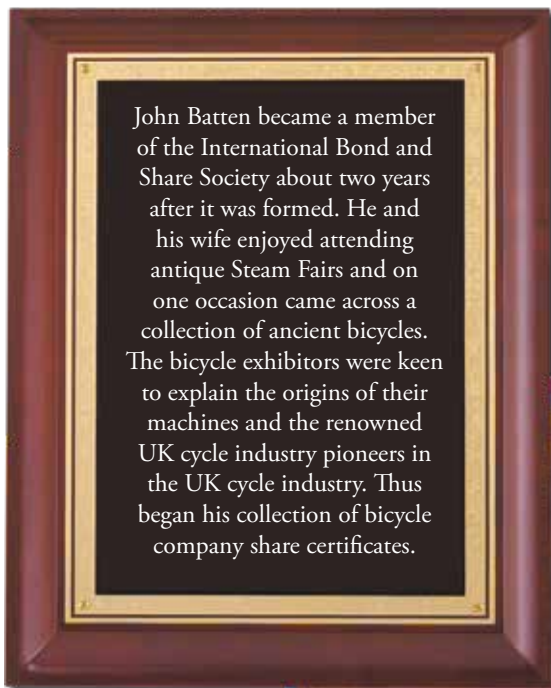 John Batten became a member
of the International Bond and
Share Society about two years
after it was formed. He and
his wife enjoyed attending
antique Steam Fairs and on
one occasion came across a
collection of ancient bicycles.
The bicycle exhibitors were keen
to explain the origins of their
machines and the renowned
UK cycle industry pioneers in
the UK cycle industry. Thus
began his collection of bicycle
company share certificates.